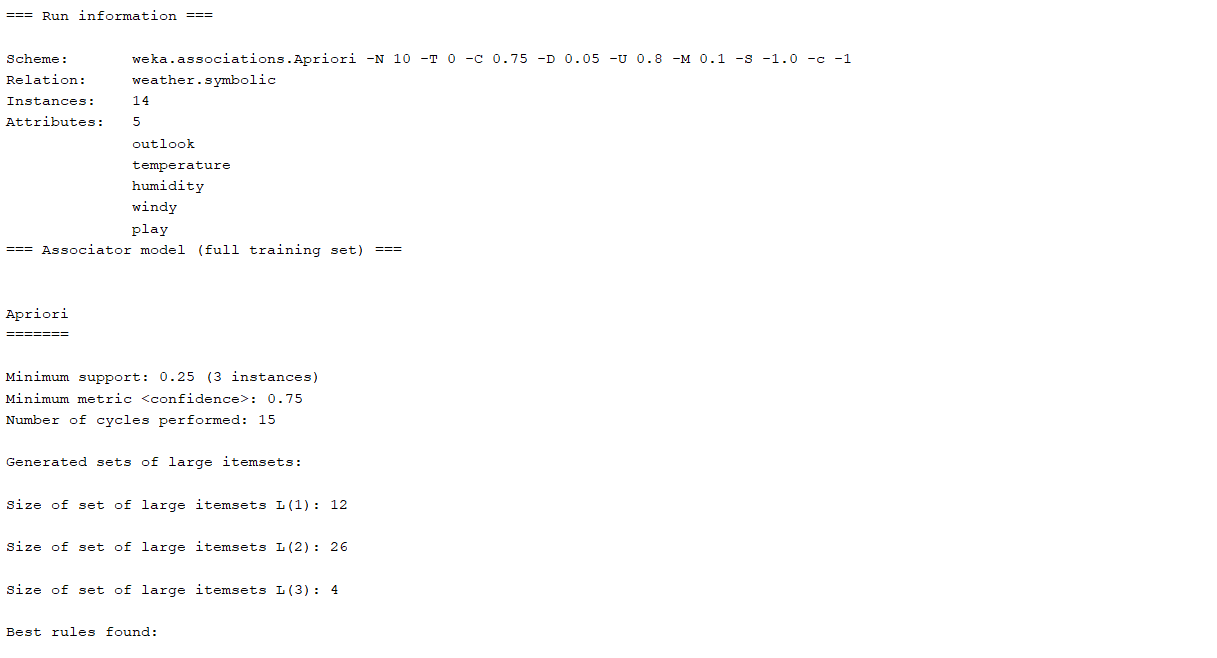 === Run information ===
Scheme: weka.associations.Apriori -N 10 -T 0 -C 0.75 -D 0.05 -U 0.8 -M 0.1 -S -1.0 -c -1
Relation: weather.symbolic
Instances: 14
Attributes: 5
outlook
temperature
humidity
windy
play
=== Associator model (full training set) ===
Apriori
=======
Minimum support: 0.25 (3 instances)
Minimum metric <confidence>: 0.75
Number of cycles performed: 15
Generated sets of large itemsets:
Size of set of large itemsets L(1): 12
Size of set of large itemsets L(2): 26
Size of set of large itemsets L(3): 4
Best rules found: